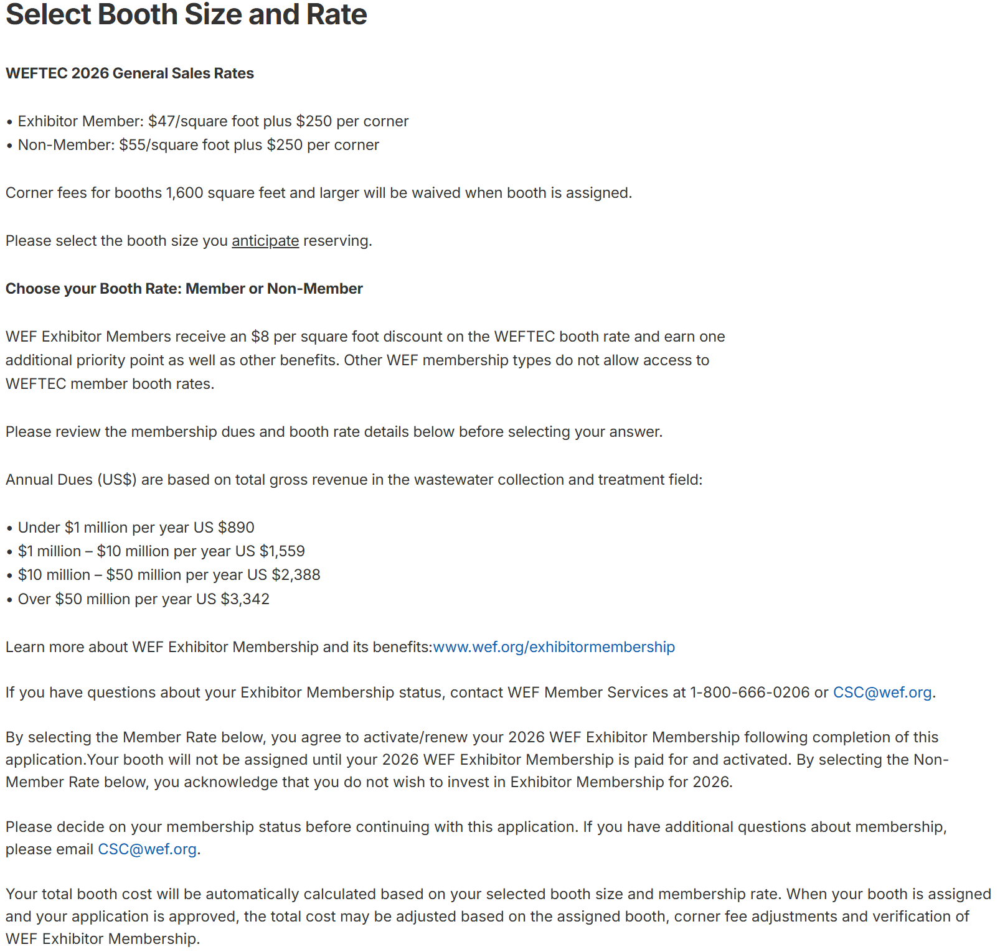 Select Booth Size and Rate
WEFTEC 2026 General Sales Rates
• Exhibitor Member: $47/square foot plus $250 per corner
• Non-Member: $55/square foot plus $250 per corner
Corner fees for booths 1,600 square feet and larger will be waived when booth is assigned.
Please select the booth size you anticipate reserving.
Choose your Booth Rate: Member or Non-Member
WEF Exhibitor Members receive an $8 per square foot discount on the WEFTEC booth rate and earn one
additional priority point as well as other benefits. Other WEF membership types do not allow access to
WEFTEC member booth rates.
Please review the membership dues and booth rate details below before selecting your answer.
Annual Dues (US$) are based on total gross revenue in the wastewater collection and treatment field:
• Under $1 million per year US $890
• $1 million – $10 million per year US $1,559
• $10 million – $50 million per year US $2,388
• Over $50 million per year US $3,342
Learn more about WEF Exhibitor Membership and its benefits:www.wef.org/exhibitormembership
If you have questions about your Exhibitor Membership status, contact WEF Member Services at 1-800-666-0206 or CSC@wef.org.
By selecting the Member Rate below, you agree to activate/renew your 2026 WEF Exhibitor Membership following completion of this
application.Your booth will not be assigned until your 2026 WEF Exhibitor Membership is paid for and activated. By selecting the Non-
Member Rate below, you acknowledge that you do not wish to invest in Exhibitor Membership for 2026.
Please decide on your membership status before continuing with this application. If you have additional questions about membership,
please email CSC@wef.org.
Your total booth cost will be automatically calculated based on your selected booth size and membership rate. When your booth is assigned
and your application is approved, the total cost may be adjusted based on the assigned booth, corner fee adjustments and verification of
WEF Exhibitor Membership.